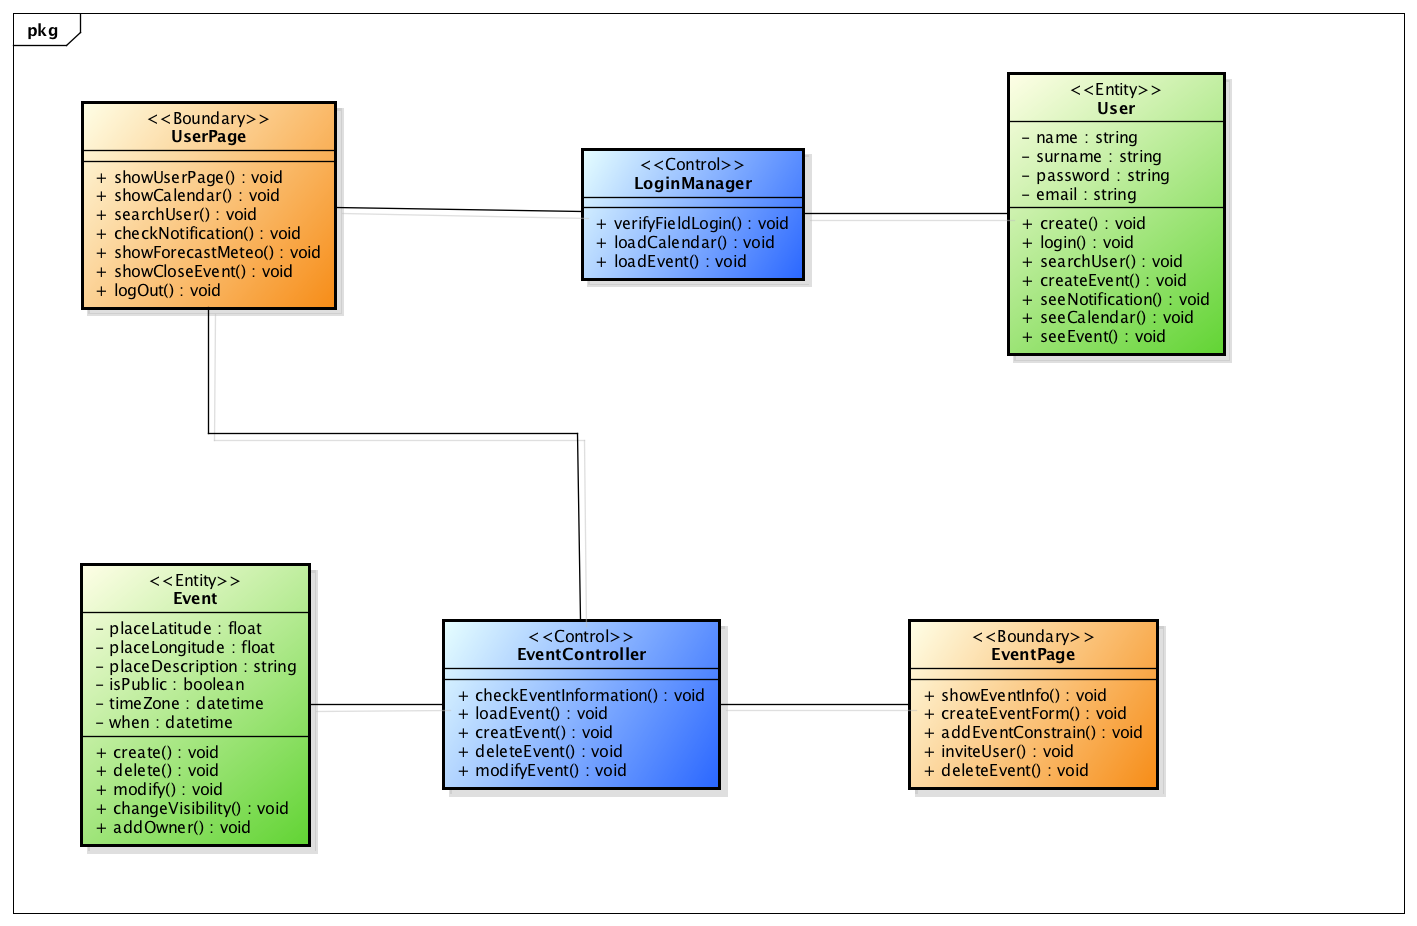 pkg
<<Boundary>>
UserPage
+ showUserPage() : void
+ showCalendar() : void
+ searchUser() : void
+ checkNotification() : void
+ showForecastMeteo() : void
+ showCloseEvent() : void
+ logOut() : void
<<Control>>
LoginManager
+ verifyFieldLogin() : void
+ loadCalendar() : void
+ loadEvent() : void
<<Entity>>
User
- name : string
- surname : string
- password : string
- email : string
+ create() : void
+ login() : void
+ searchUser() : void
+ createEvent() : void
+ seeNotification() : void
+ seeCalendar() : void
+ seeEvent() : void
<<Entity>>
Event
- placeLatitude : float
- placeLongitude : float
- placeDescription : string
- isPublic : boolean
- timeZone : datetime
- when : datetime
+ create() : void
+ delete() : void
+ modify() : void
+ changeVisibility() : void
+ addOwner() : void
<<Control>>
EventController
+ checkEventInformation() : void
+ loadEvent() : void
+ creatEvent() : void
+ deleteEvent() : void
+ modifyEvent() : void
<<Boundary>>
EventPage
+ showEventInfo() : void
+ createEventForm() : void
+ addEventConstrain() : void
+ inviteUser() : void
+ deleteEvent() : void